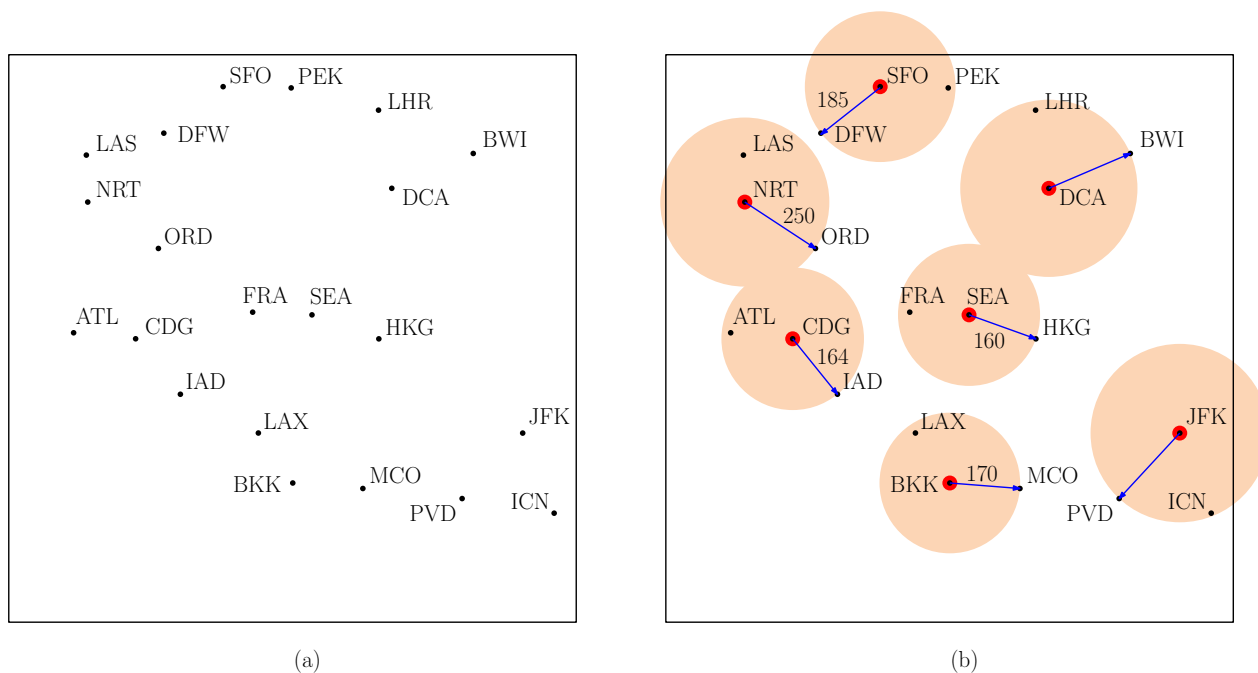 SFO
PEK
LHR
DFW
BWI
LAS
NRT
DCA
ORD
FRA
SEA
ATL
CDG
HKG
IAD
LAX
JFK
BKK
MCO
PVD
ICN
(a)
SFO
PEK
185
LHR
DFW
BWI
LAS
NRT
DCA
250
ORD
FRA
SEA
ATL
CDG
HKG
160
164
IAD
LAX
JFK
BKK
170
MCO
PVD
ICN
(b)